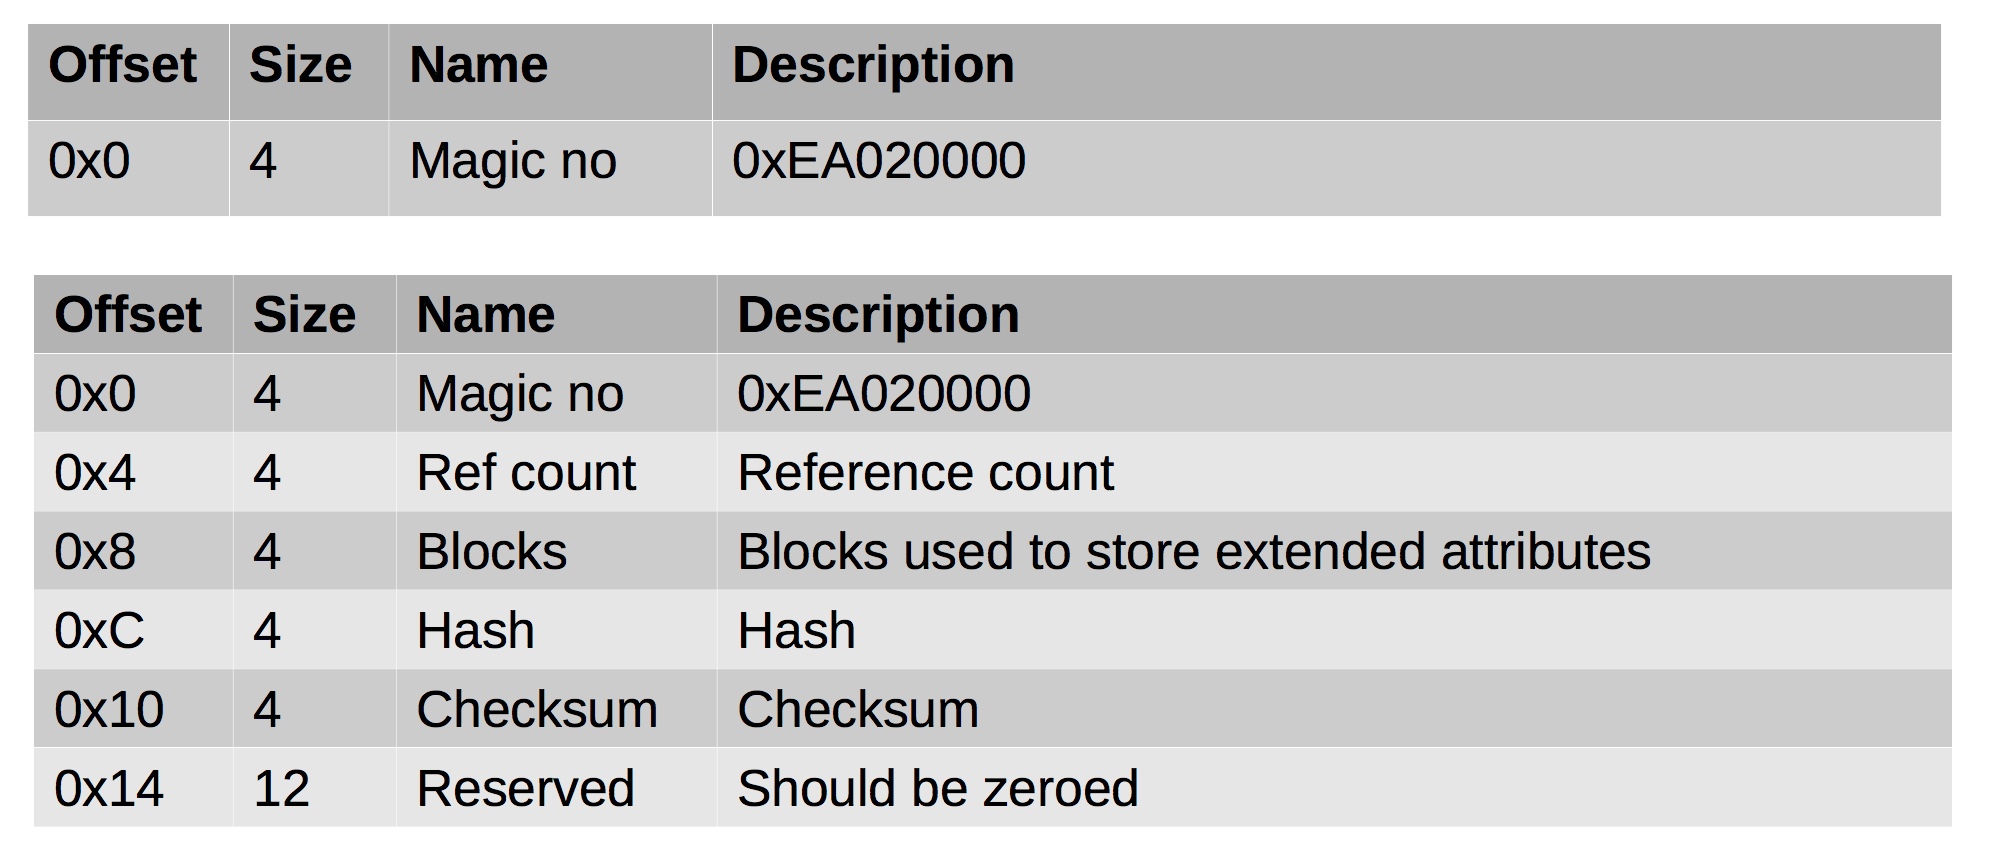 Offset Size Name Description
0x0 4 Magic no 0xEA020000
Offset Size Name Description
0x0 4 Magic no 0xEA020000
0x4 4 Ref count Reference count
0x8 4 Blocks Blocks used to store extended attributes
0xC 4 Hash Hash
0x10 4 Checksum Checksum
0x14 12 Reserved Should be zeroed